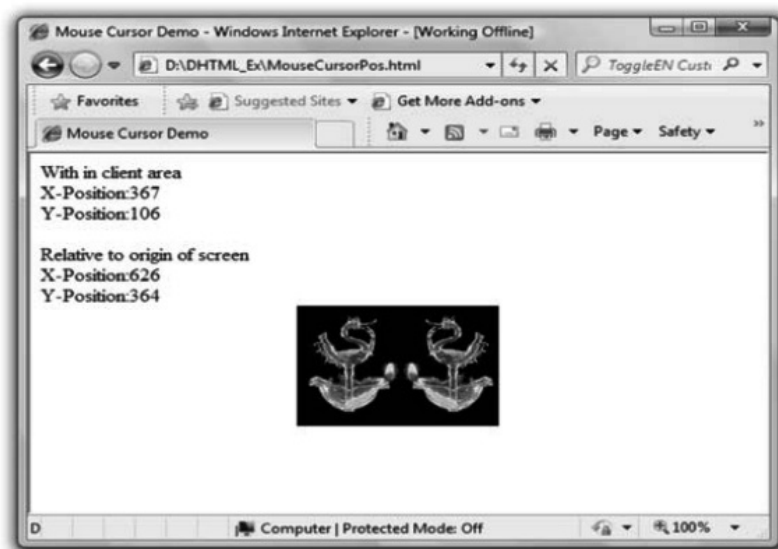 Mouse Cursor Demo - Windows Internet Explorer - [Working Offline]
D:\DHTML_Ex\MouseCursorPos.html
ToggleEN Custo
Favorites
Suggested Sites
Get More Add-ons
Mouse Cursor Demo
Page
Safety
»
With in client area
X-Position:367
Y-Position:106
Relative to origin of screen
X-Position:626
Y-Position:364
D
Computer | Protected Mode: Off
100%